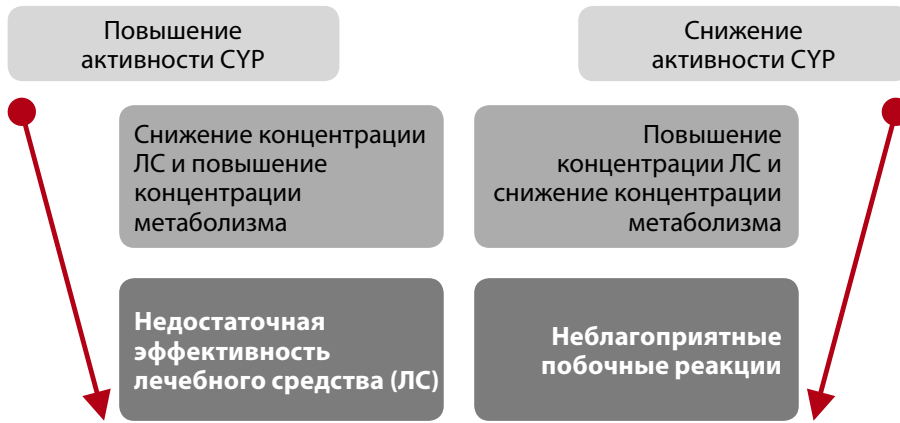 Повышение
активности CYP
Снижение
активности CYP
Снижение концентрации
ЛС и повышение
концентрации
метаболизма
Повышение
концентрации ЛС и
снижение концентрации
метаболизма
Недостаточная
эффективность
лечебного средства (ЛС)
Неблагоприятные
побочные реакции